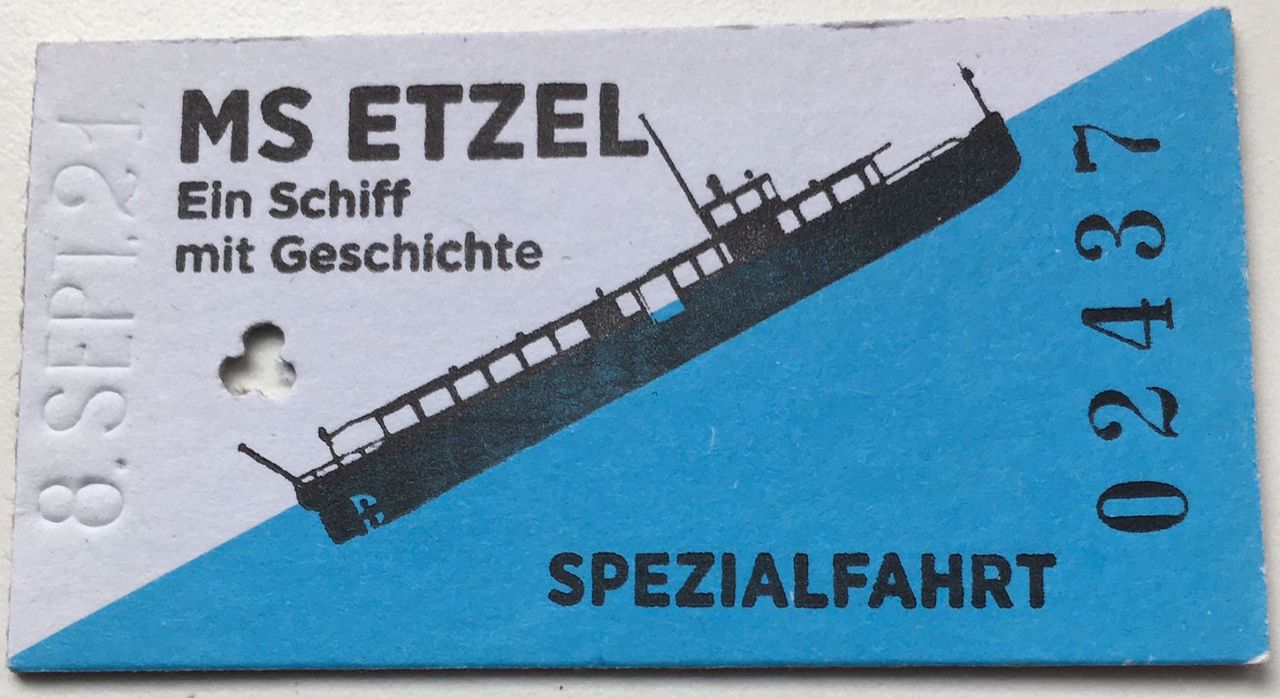 MS ETZEL
Ein Schiff
mit Geschichte
SPEZIALFAHRT
02437
8. SEPT. 21